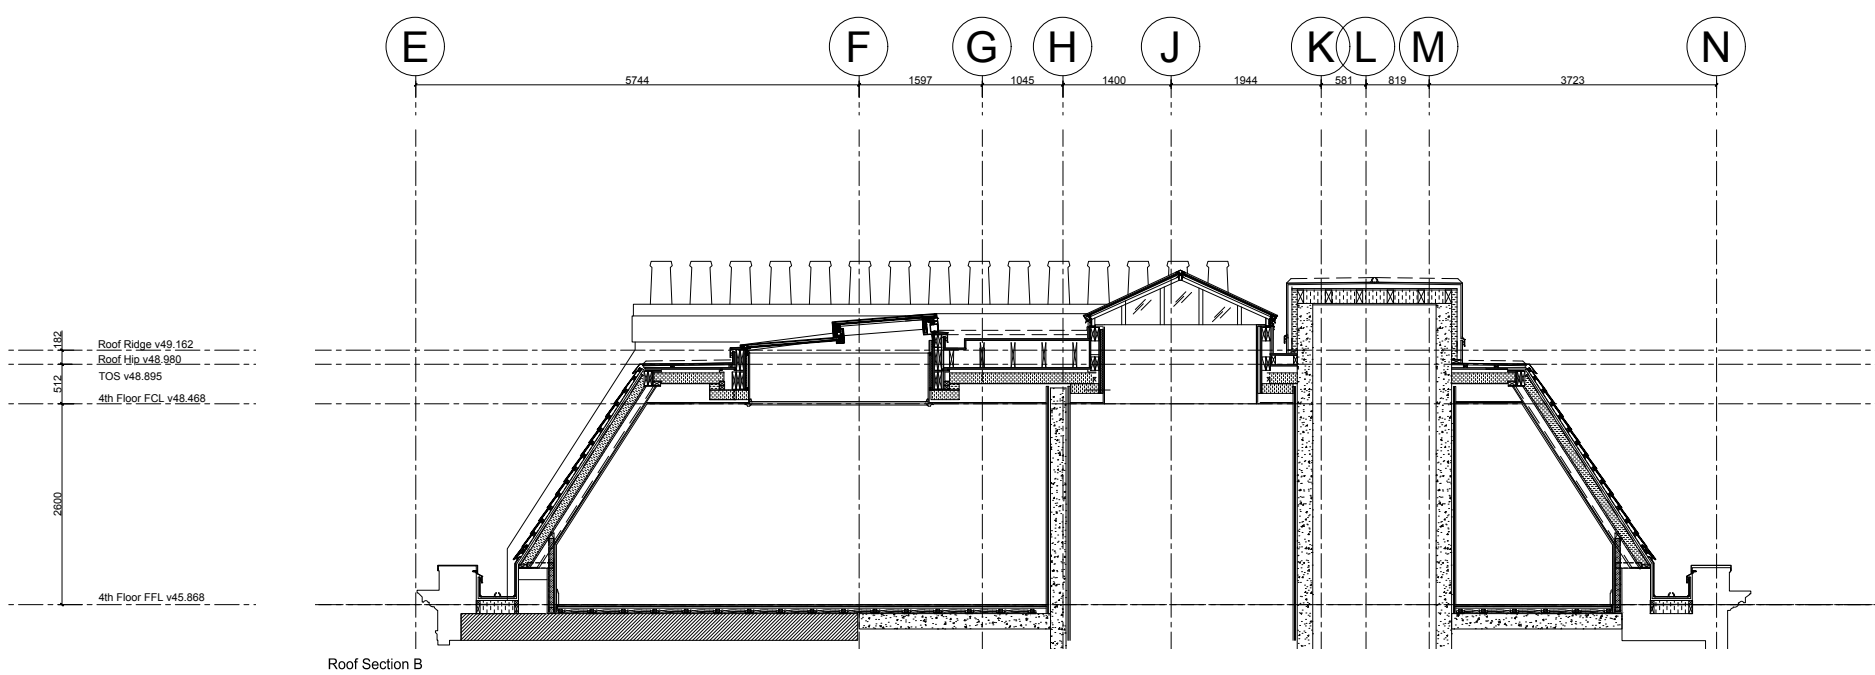 E F G H J K L M N
5744 1597 1045 1400 1944 581 819 3723
182
Roof Ridge v49.162
Roof Hip v48.980
512
TOS v48.895
4th Floor FCL v48.468
2600
4th Floor FFL v45.868
Roof Section B